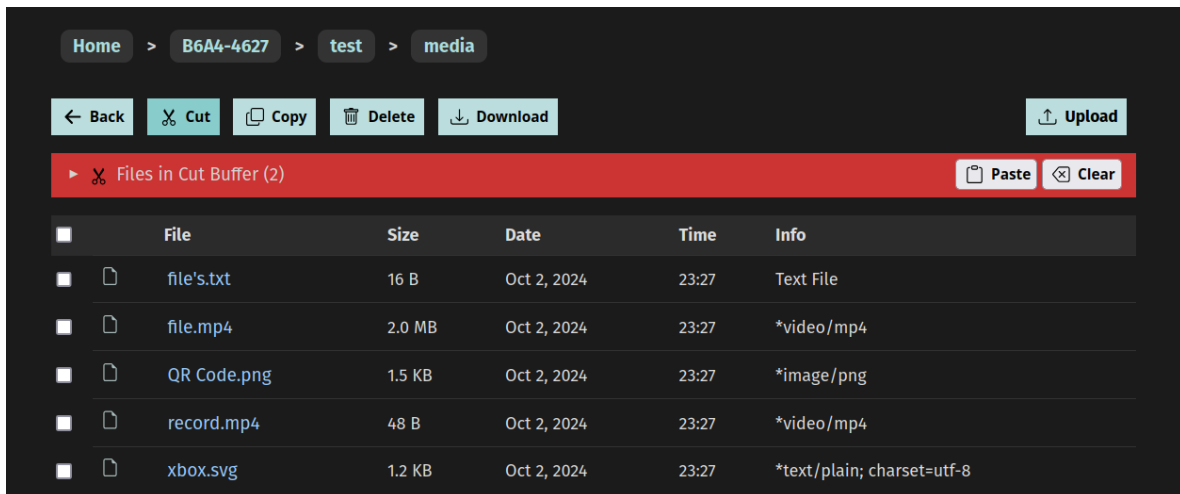 Home > B6A4-4627 > test > media
Back Cut Copy Delete Download Upload
Files in Cut Buffer (2) Paste Clear
File Size Date Time Info
file's.txt 16 B Oct 2, 2024 23:27 Text File
file.mp4 2.0 MB Oct 2, 2024 23:27 *video/mp4
QR Code.png 1.5 KB Oct 2, 2024 23:27 *image/png
record.mp4 48 B Oct 2, 2024 23:27 *video/mp4
xbox.svg 1.2 KB Oct 2, 2024 23:27 *text/plain; charset=utf-8